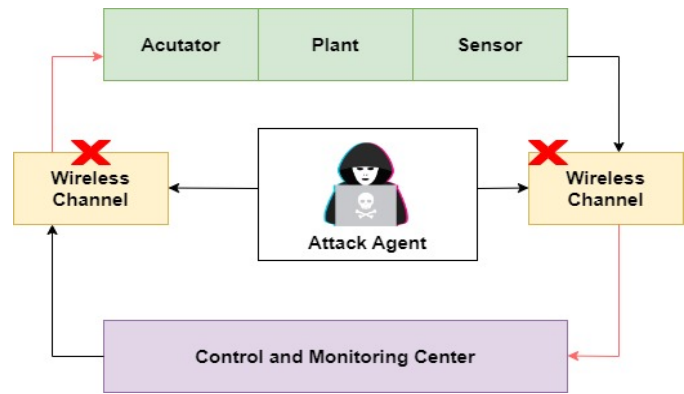 Acutator Plant Sensor
Wireless
Channel
Attack Agent
Wireless
Channel
Control and Monitoring Center